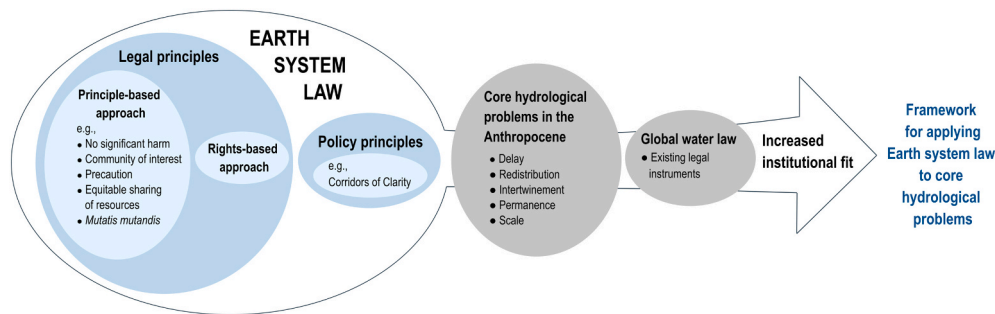 EARTH
SYSTEM
LAW
Legal principles
Principle-based
approach
e.g.,
● No significant harm
● Community of interest
● Precaution
● Equitable sharing
of resources
● Mutatis mutandis
Rights-based
approach
Policy principles
e.g.,
Corridors of Clarity
Core hydrological
problems in the
Anthropocene
● Delay
● Redistribution
● Intertwinement
● Permanence
● Scale
Global water law
● Existing legal
instruments
Increased
institutional fit
Framework
for applying
Earth system law
to core
hydrological
problems